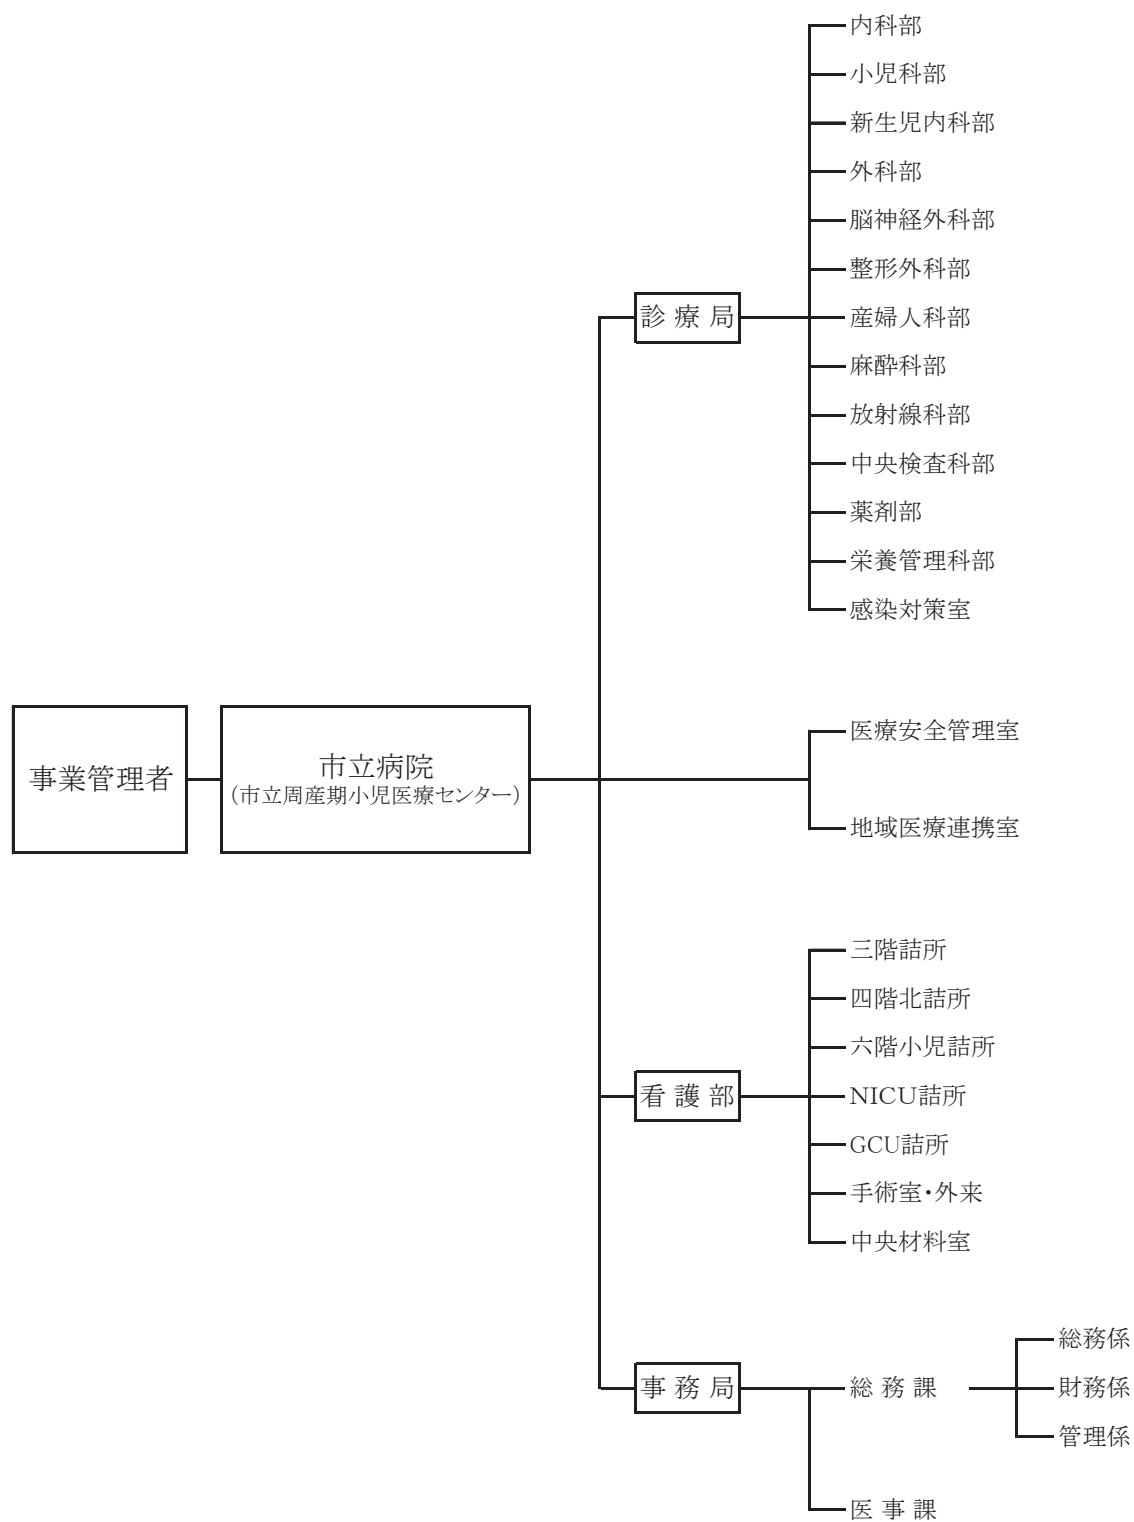 内科部
小児科部
新生児内科部
外科部
脳神経外科部
整形外科部
診療局
産婦人科部
麻酔科部
放射線科部
中央検査科部
薬剤部
栄養管理科部
感染対策室
事業管理者
市立病院
(市立周産期小児医療センター)
医療安全管理室
地域医療連携室
三階詰所
四階北詰所
六階小児詰所
看護部
NICU詰所
GCU詰所
手術室・外来
中央材料室
事務局
総務課
総務係
財務係
管理係
医事課